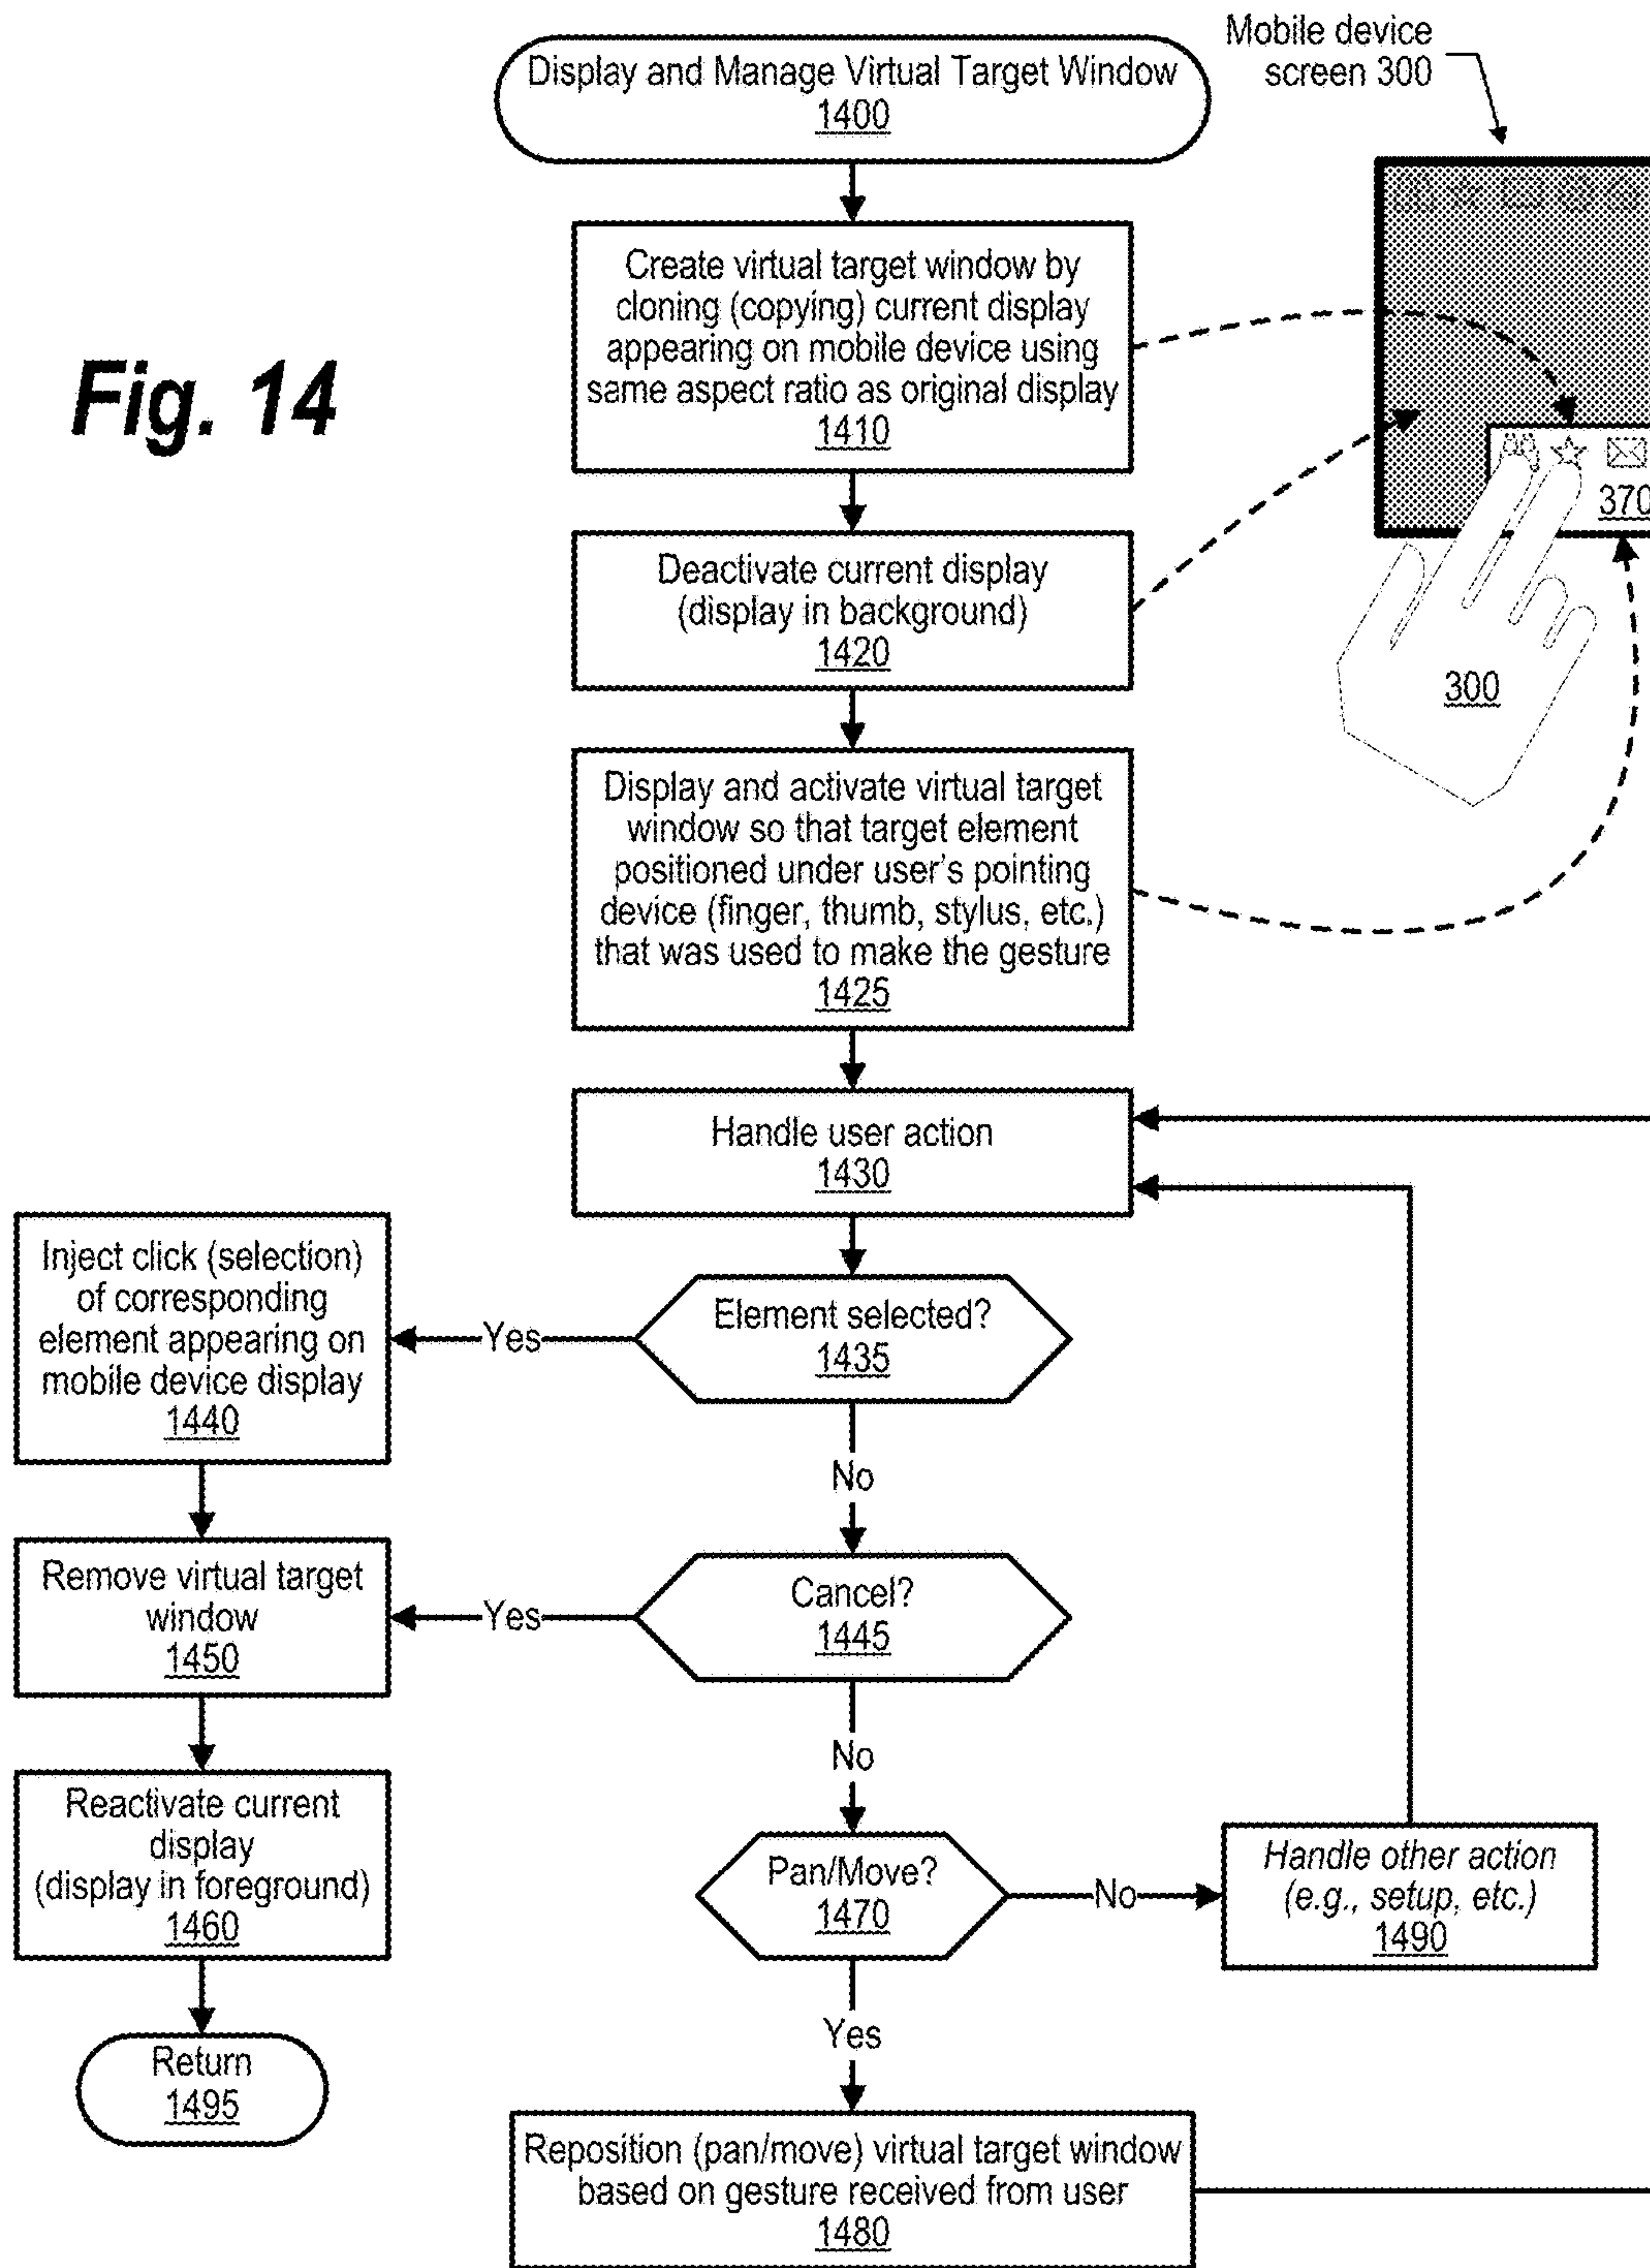 Display and Manage Virtual Target Window
1400
Mobile device
screen 300
Create virtual target window by
cloning (copying) current display
appearing on mobile device using
same aspect ratio as original display
1410
Fig. 14
370
Deactivate current display
(display in background)
1420
300
Display and activate virtual target
window so that target element
positioned under user's pointing
device (finger, thumb, stylus, etc.)
that was used to make the gesture
1425
Handle user action
1430
Inject click (selection)
of corresponding
element appearing on
mobile device display
1440
Yes
Element selected?
1435
No
Remove virtual target
window
1450
Yes
Cancel?
1445
No
Reactivate current
display
(display in foreground)
1460
Pan/Move?
1470
No
Handle other action
(e.g., setup, etc.)
1490
Yes
Return
1495
Reposition (pan/move) virtual target window
based on gesture received from user
1480